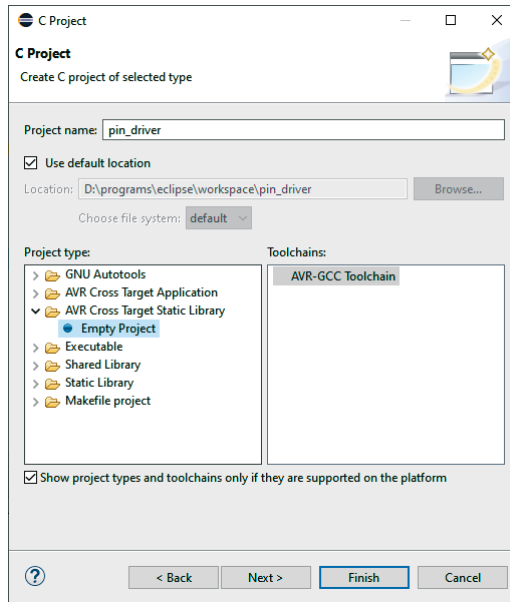 C Project
C Project
Create C project of selected type
Project name: pin_driver
Use default location
Location: D:\programs\eclipse\workspace\pin_driver Browse...
Choose file system: default
Project type: Toolchains:
GNU Autotools AVR-GCC Toolchain
AVR Cross Target Application
AVR Cross Target Static Library
Empty Project
Executable
Shared Library
Static Library
Makefile project
Show project types and toolchains only if they are supported on the platform
? < Back Next > Finish Cancel